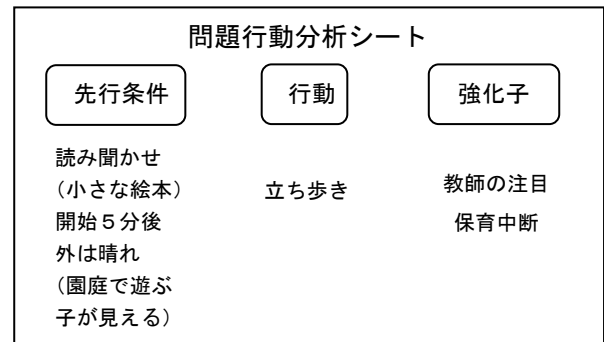 問題行動分析シート
先行条件
行動
強化子
読み聞かせ
(小さな絵本)
開始５分後
外は晴れ
(園庭で遊ぶ
子が見える)
立ち歩き
教師の注目
保育中断